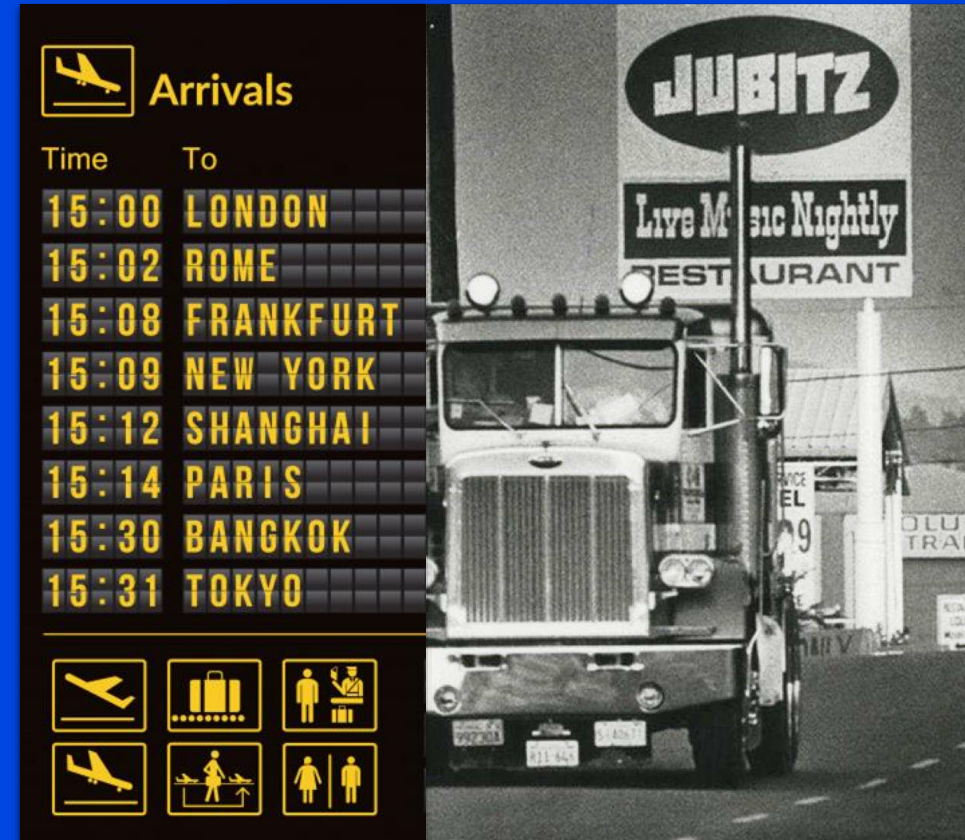 Arrivals
Time To
15:00 LONDON
15:02 ROME
15:08 FRANKFURT
15:09 NEW YORK
15:12 SHANGHAI
15:14 PARIS
15:30 BANGKOK
15:31 TOKYO
JUBITZ
Live Music Nightly
RESTAURANT